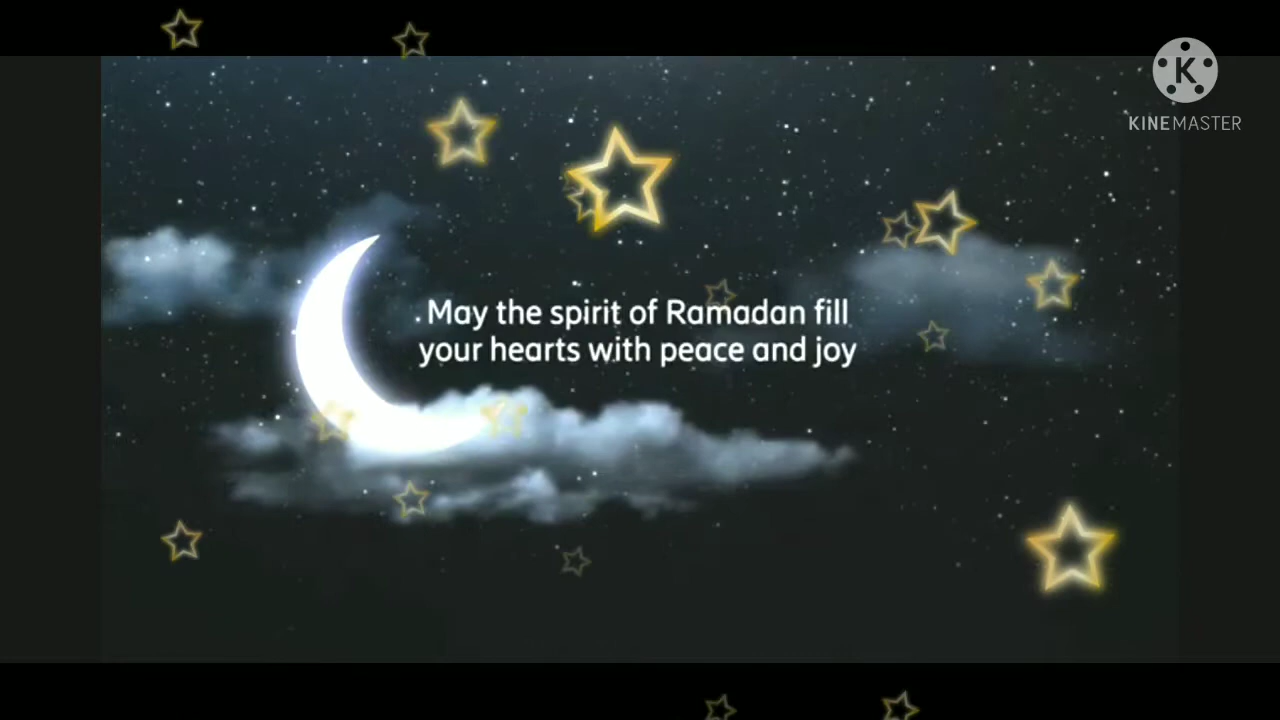 K
KINEMASTER
May the spirit of Ramadan fill
your hearts with peace and joy